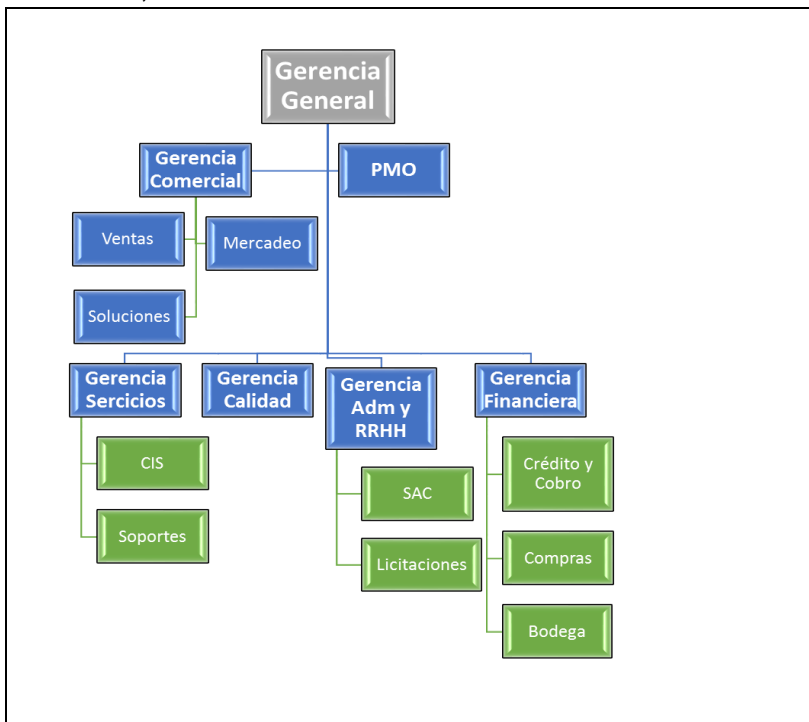 Gerencia
General
Gerencia
Comercial
PMO
Ventas
Mercadeo
Soluciones
Gerencia
Sercicios
Gerencia
Calidad
Gerencia
Adm y
RRHH
Gerencia
Financiera
CIS
Soportes
SAC
Licitaciones
Crédito y
Cobro
Compras
Bodega